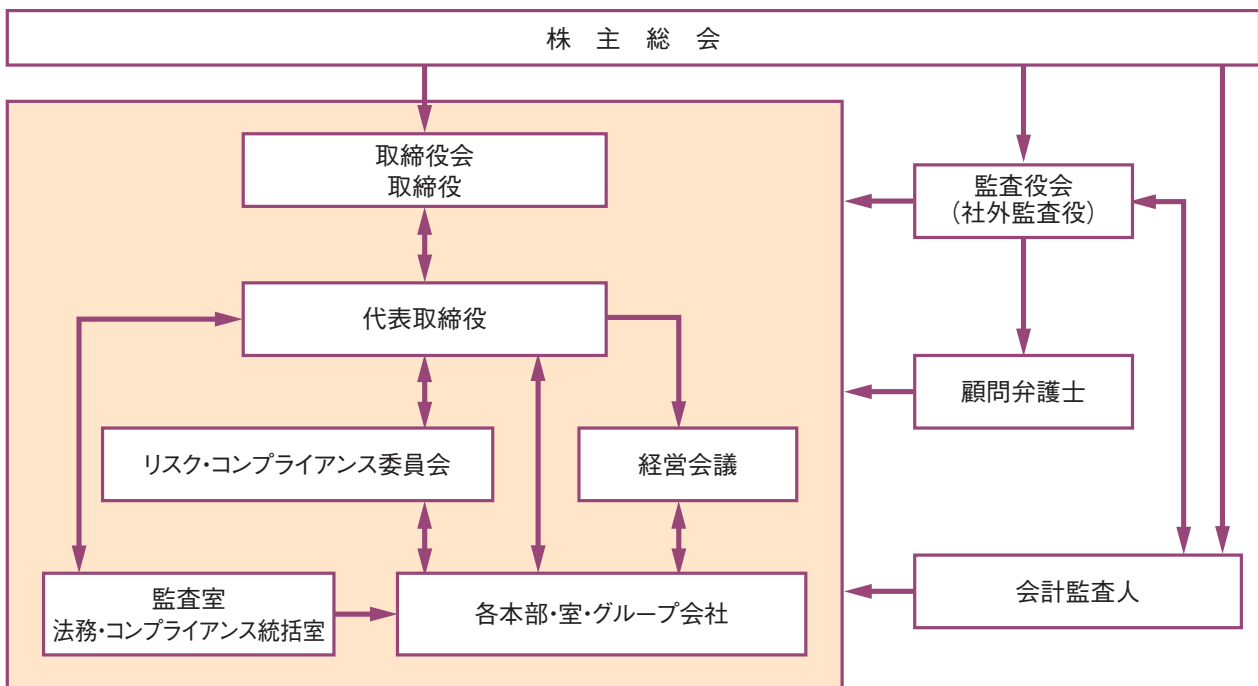 株主総会
取締役会
取締役
監査役会
（社外監査役）
代表取締役
顧問弁護士
リスク・コンプライアンス委員会
経営会議
監査室
法務・コンプライアンス統括室
各本部・室・グループ会社
会計監査人